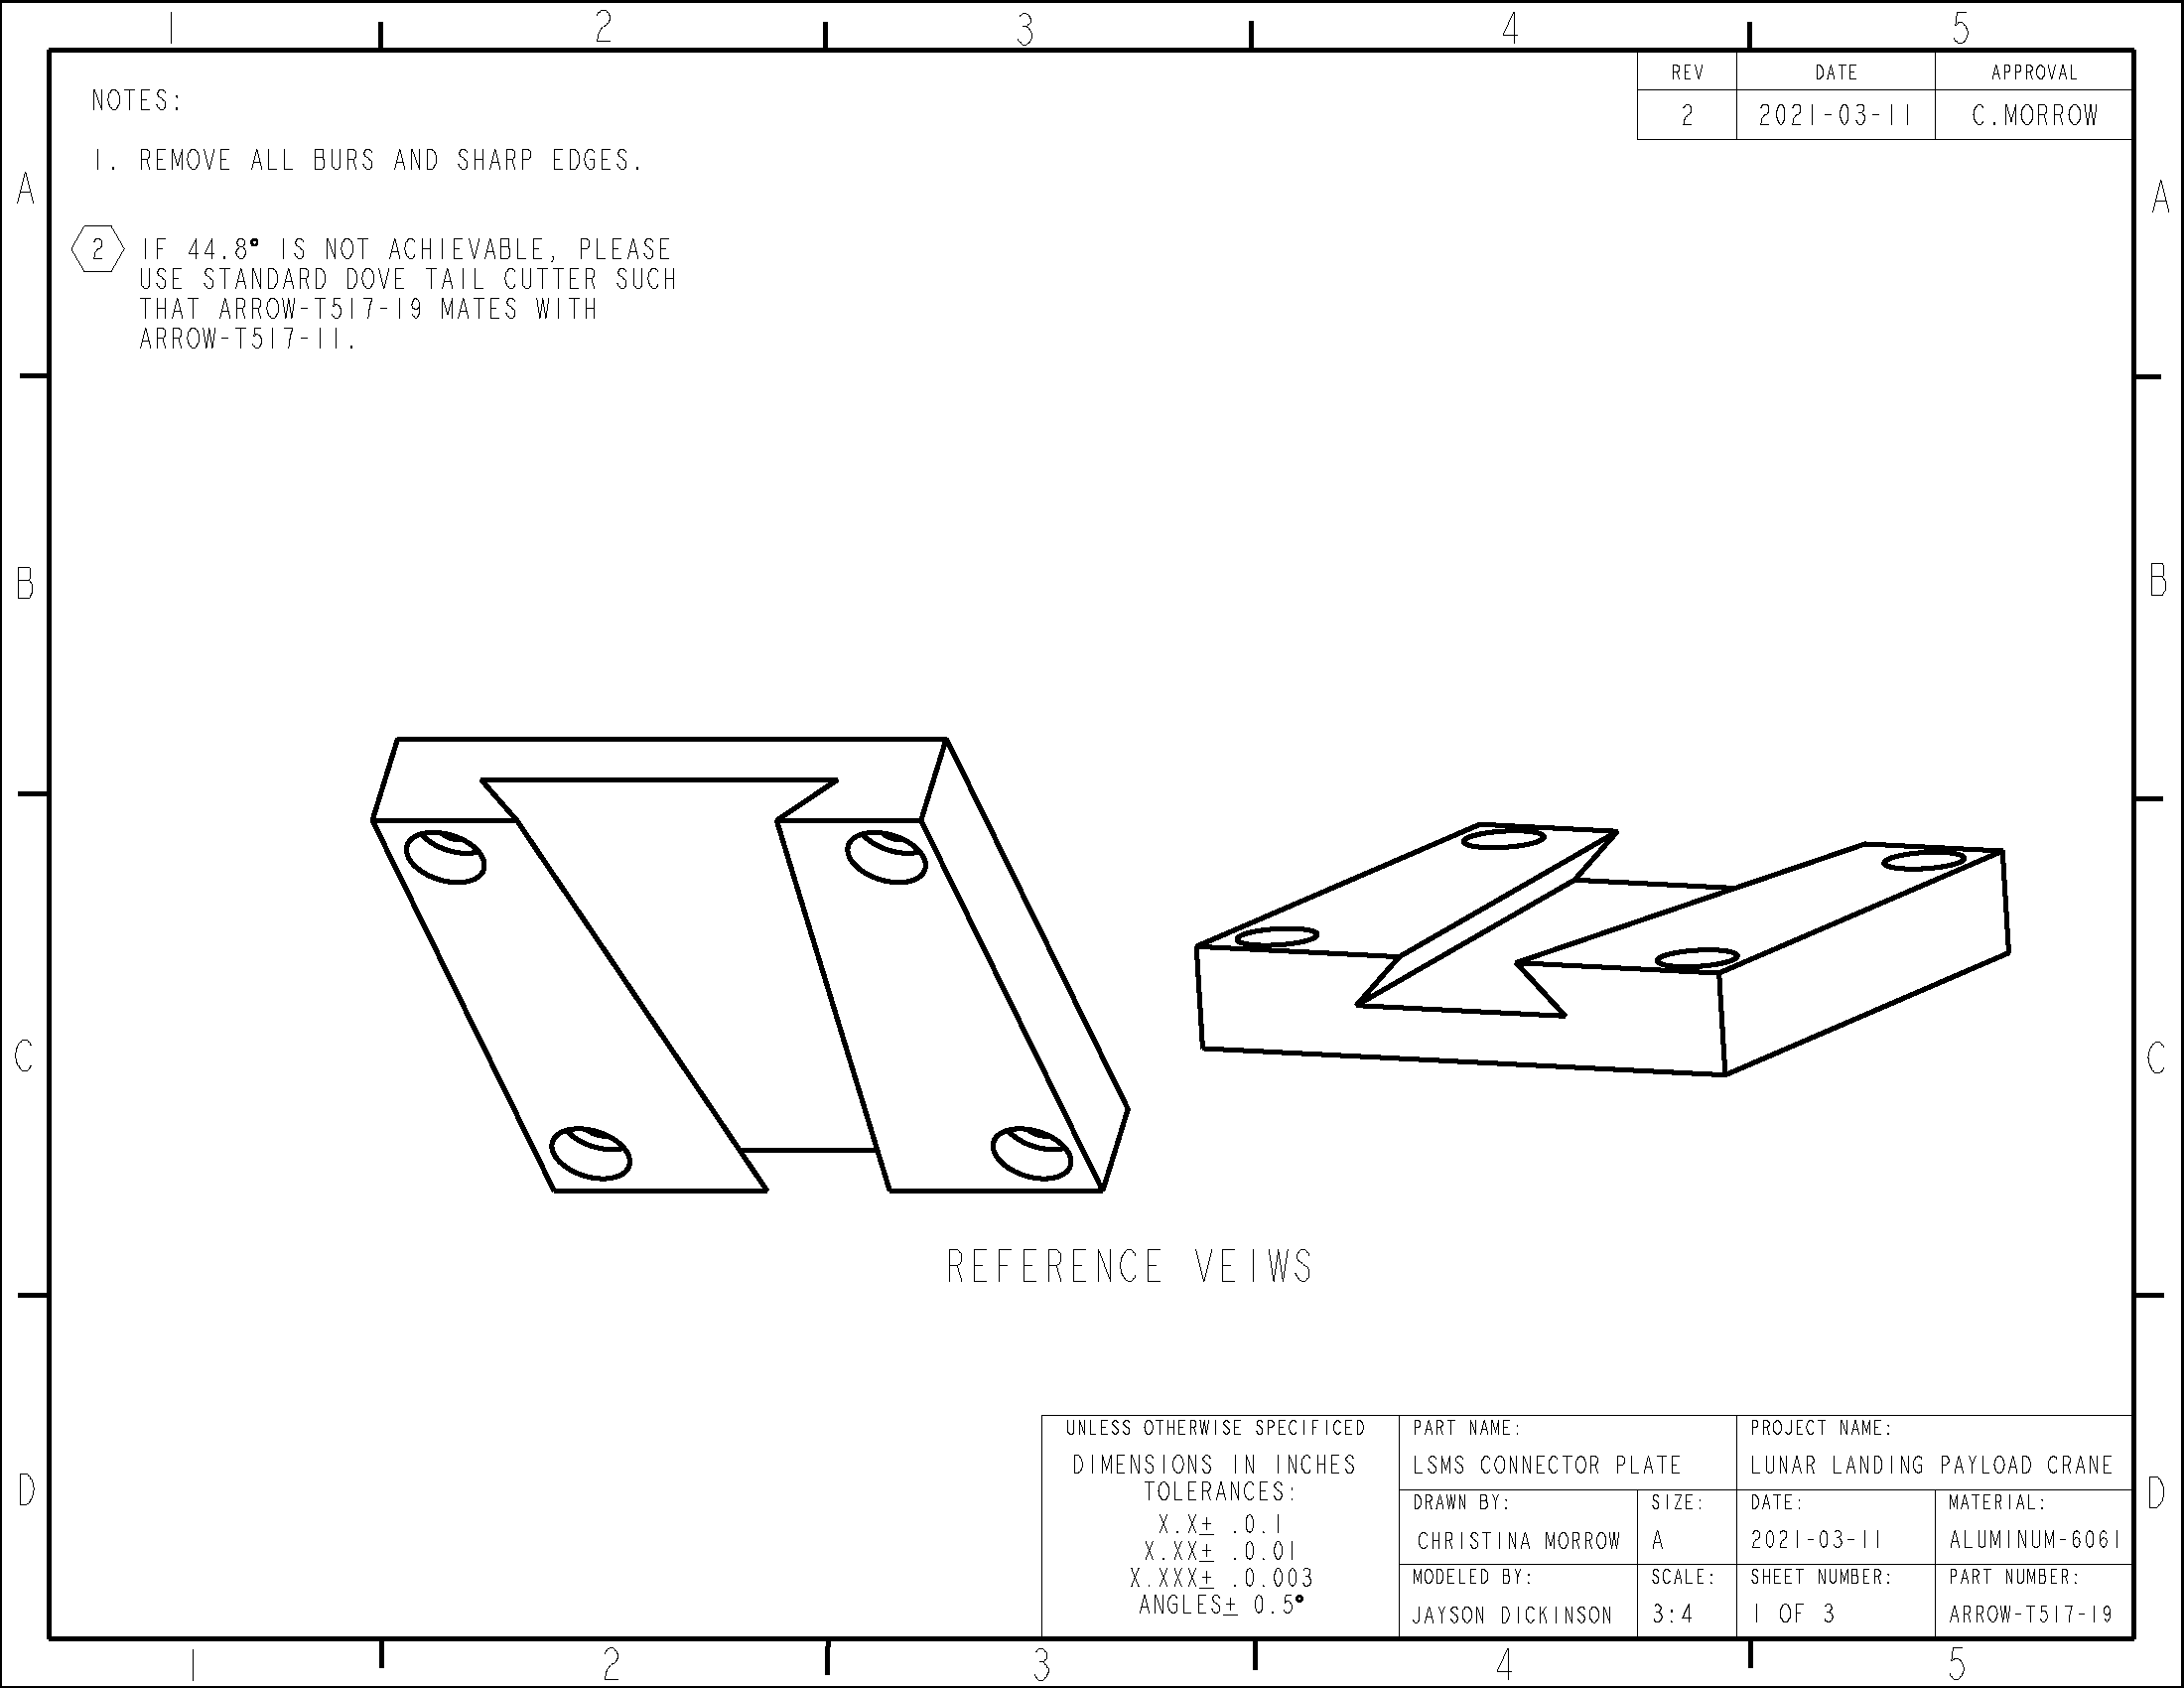 1 2 3 4 5
REV DATE APPROVAL
2 2021-03-11 C.MORROW
NOTES:
1. REMOVE ALL BURS AND SHARP EDGES.
2 IF 44.8° IS NOT ACHIEVABLE, PLEASE
USE STANDARD DOVE TAIL CUTTER SUCH
THAT ARROW-T517-19 MATES WITH
ARROW-T517-11.
A A
B B
C C
REFERENCE VEIWS
D D
UNLESS OTHERWISE SPECIFICED
DIMENSIONS IN INCHES
TOLERANCES:
X.X± .0.1
X.XX± .0.01
X.XXX± .0.003
ANGLES± 0.5°
PART NAME:
LSMS CONNECTOR PLATE
PROJECT NAME:
LUNAR LANDING PAYLOAD CRANE
DRAWN BY:
CHRISTINA MORROW
SIZE:
A
DATE:
2021-03-11
MATERIAL:
ALUMINUM-6061
MODELED BY:
JAYSON DICKINSON
SCALE:
3:4
SHEET NUMBER:
1 OF 3
PART NUMBER:
ARROW-T517-19
1 2 3 4 5